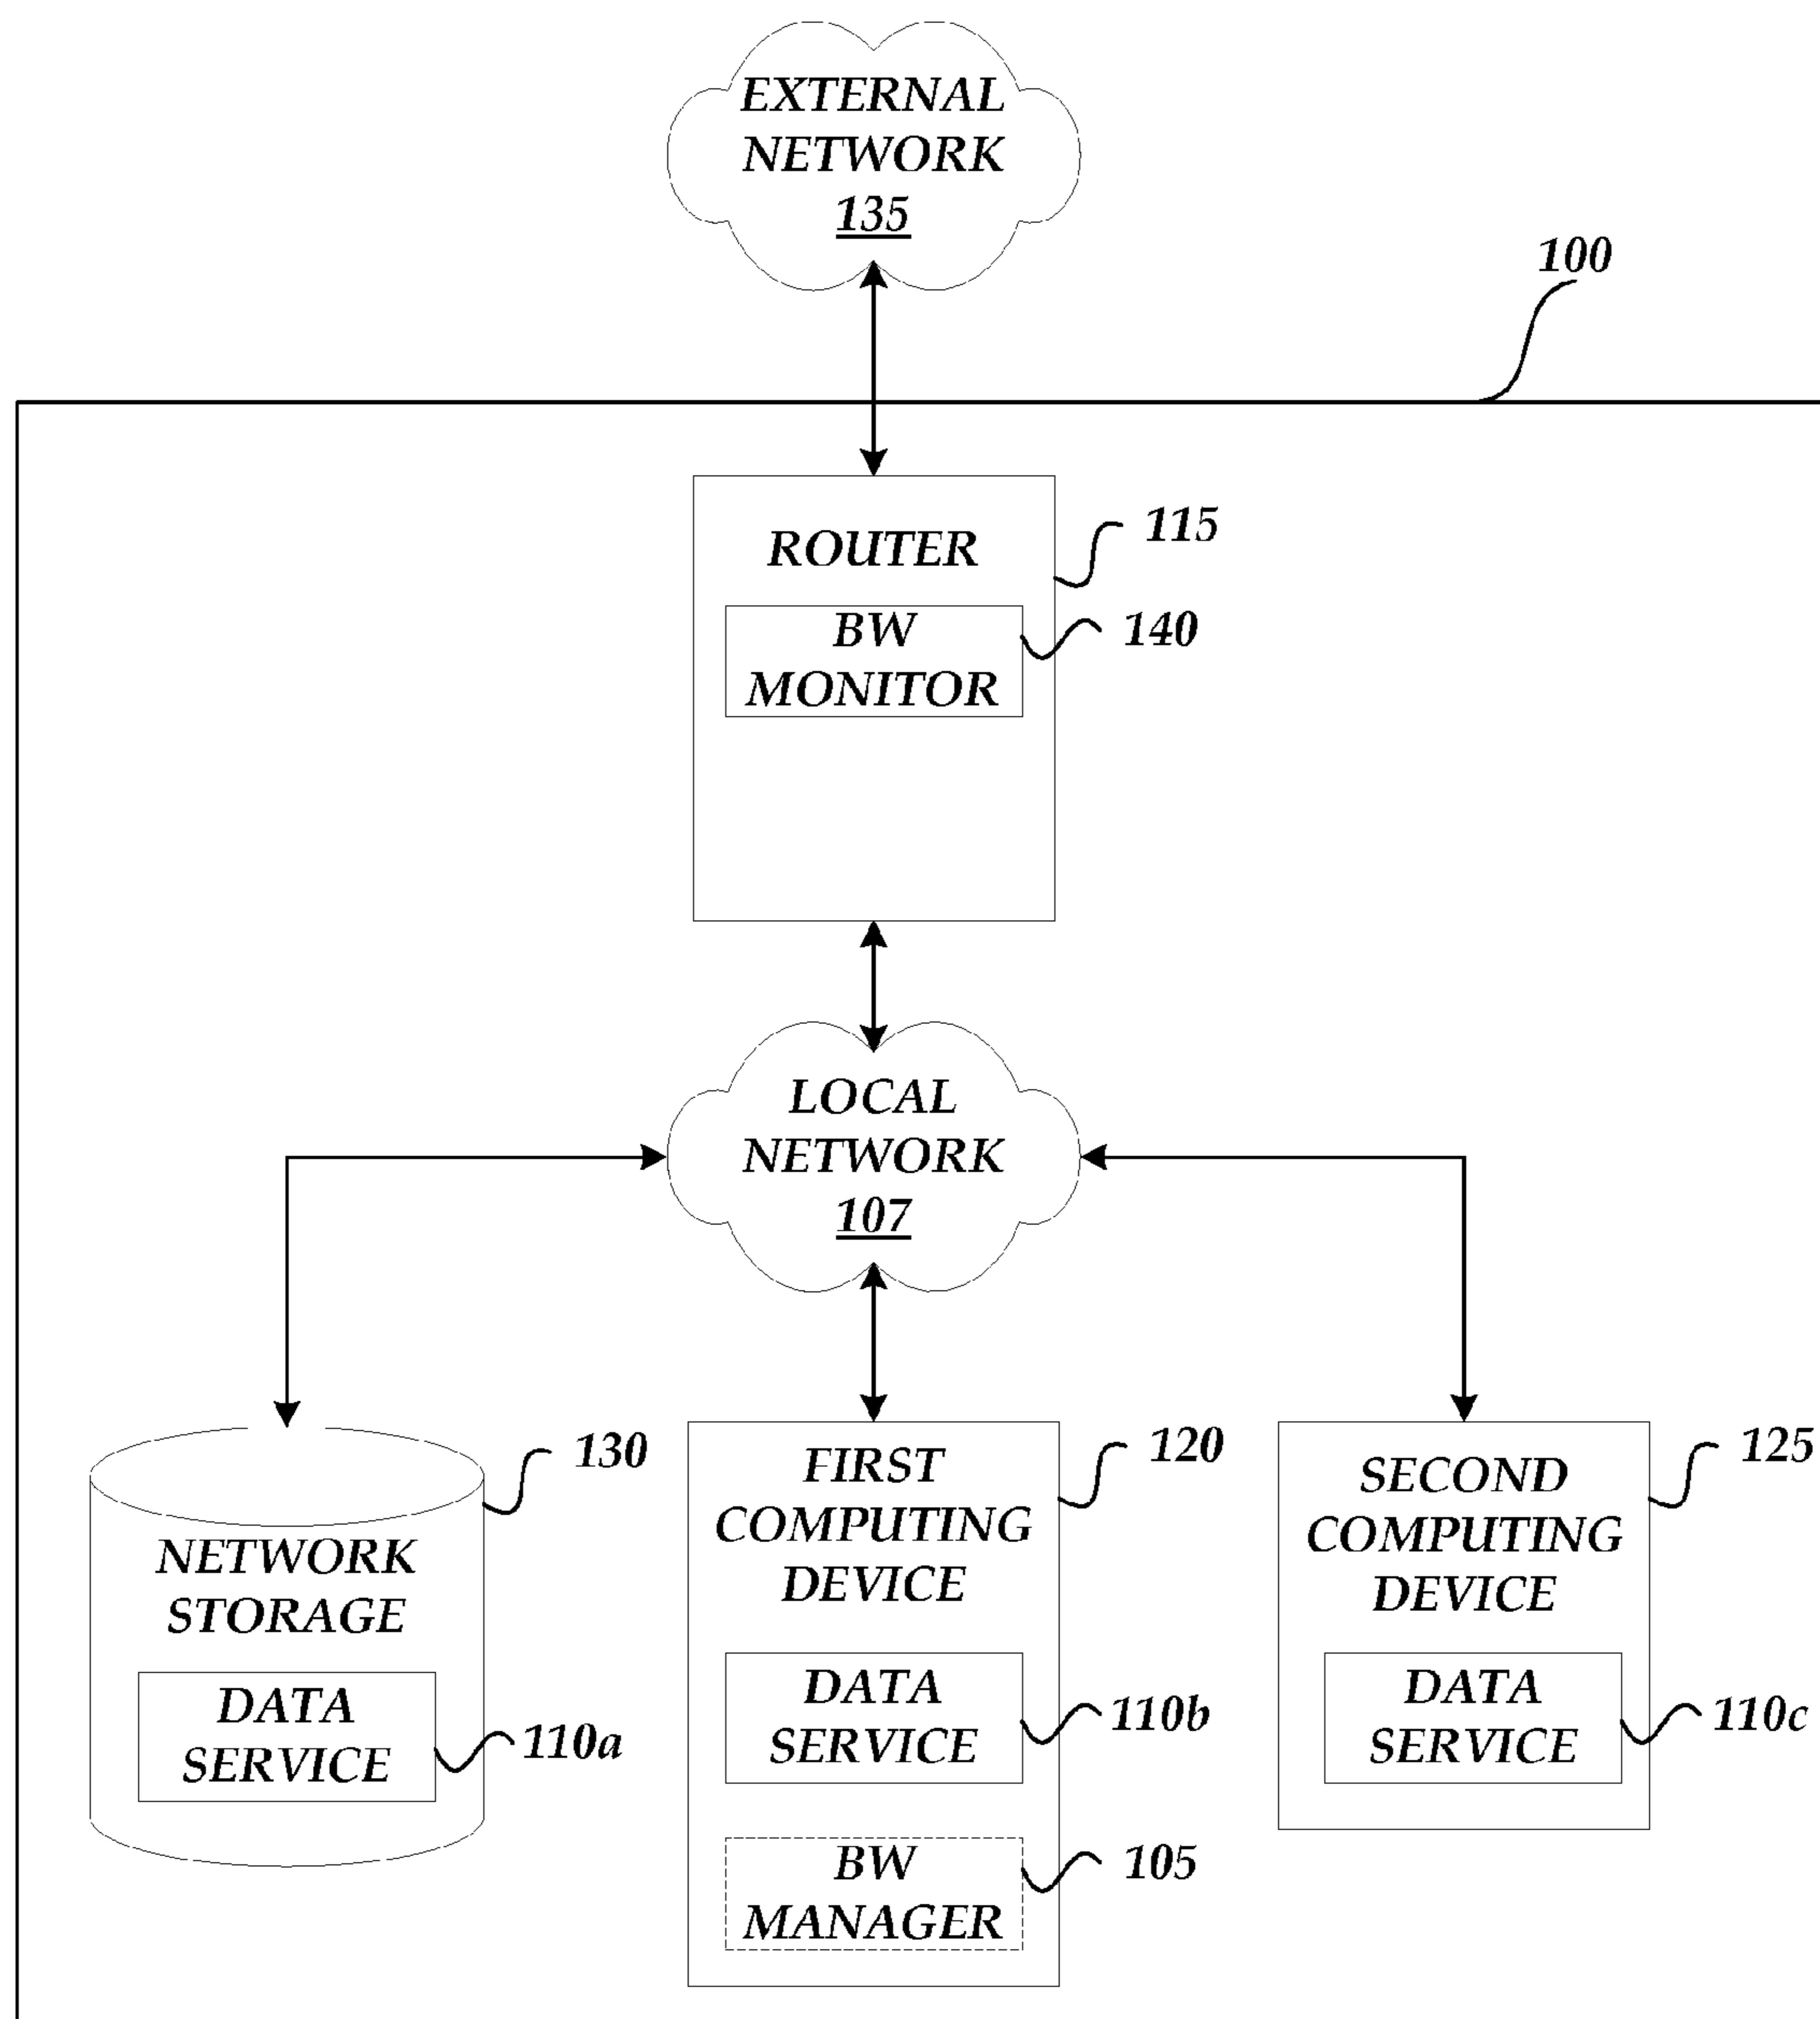 EXTERNAL
NETWORK
135
100
ROUTER
115
BW
MONITOR
140
LOCAL
NETWORK
107
NETWORK
STORAGE
130
DATA
SERVICE
110a
FIRST
COMPUTING
DEVICE
120
DATA
SERVICE
110b
BW
MANAGER
105
SECOND
COMPUTING
DEVICE
125
DATA
SERVICE
110c